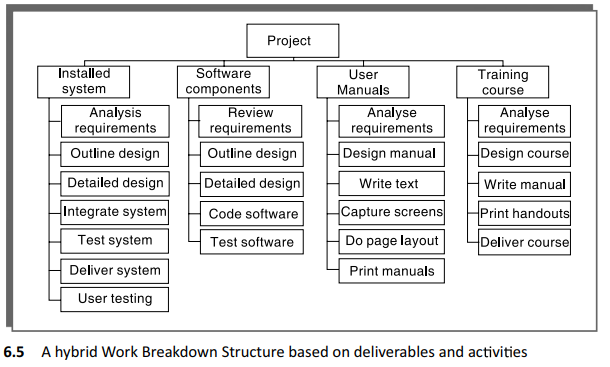 Project
Installed
system
Software
components
User
Manuals
Training
course
Analysis
requirements
Review
requirements
Analyse
requirements
Analyse
requirements
Outline design
Outline design
Design manual
Design course
Detailed design
Detailed design
Write text
Write manual
Integrate system
Code software
Capture screens
Print handouts
Test system
Test software
Do page layout
Deliver course
Deliver system
Print manuals
User testing
6.5 A hybrid Work Breakdown Structure based on deliverables and activities